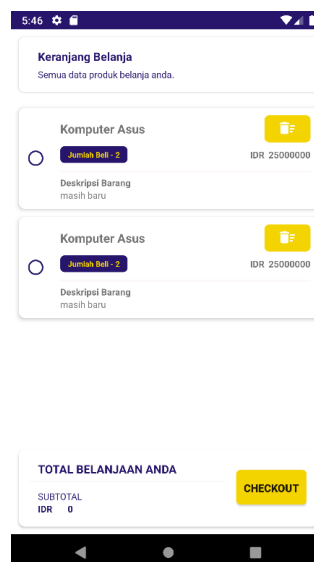 5:46
Keranjang Belanja
Semua data produk belanja anda.
Komputer Asus
Jumlah Beli - 2
IDR 25000000
Deskripsi Barang
masih baru
Komputer Asus
Jumlah Beli - 2
IDR 25000000
Deskripsi Barang
masih baru
TOTAL BELANJAAN ANDA
CHECKOUT
SUBTOTAL
IDR 0